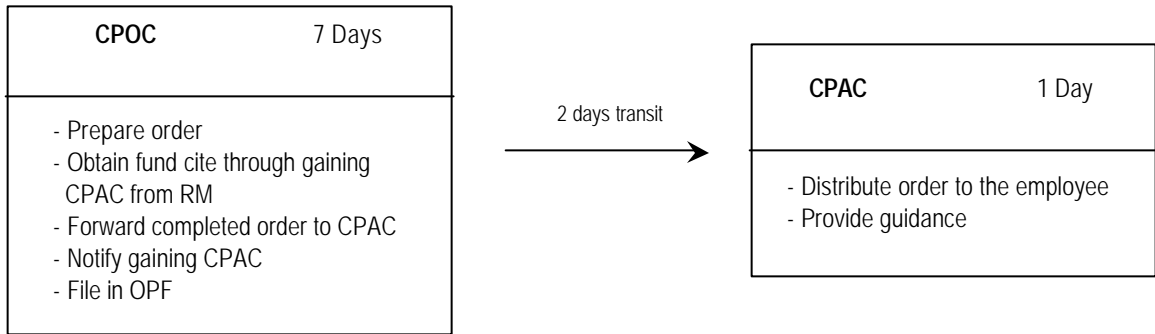 CPOC 7 Days
- Prepare order
- Obtain fund cite through gaining
CPAC from RM
- Forward completed order to CPAC
- Notify gaining CPAC
- File in OPF
2 days transit
CPAC 1 Day
- Distribute order to the employee
- Provide guidance